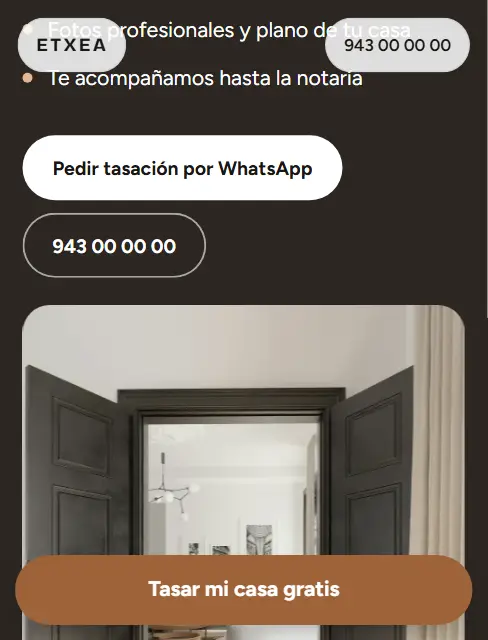 Fotos profesionales y plano de tu casa
ETXEA
943 00 00 00
Te acompañamos hasta la notaría
Pedir tasación por WhatsApp
943 00 00 00
Tasar mi casa gratis